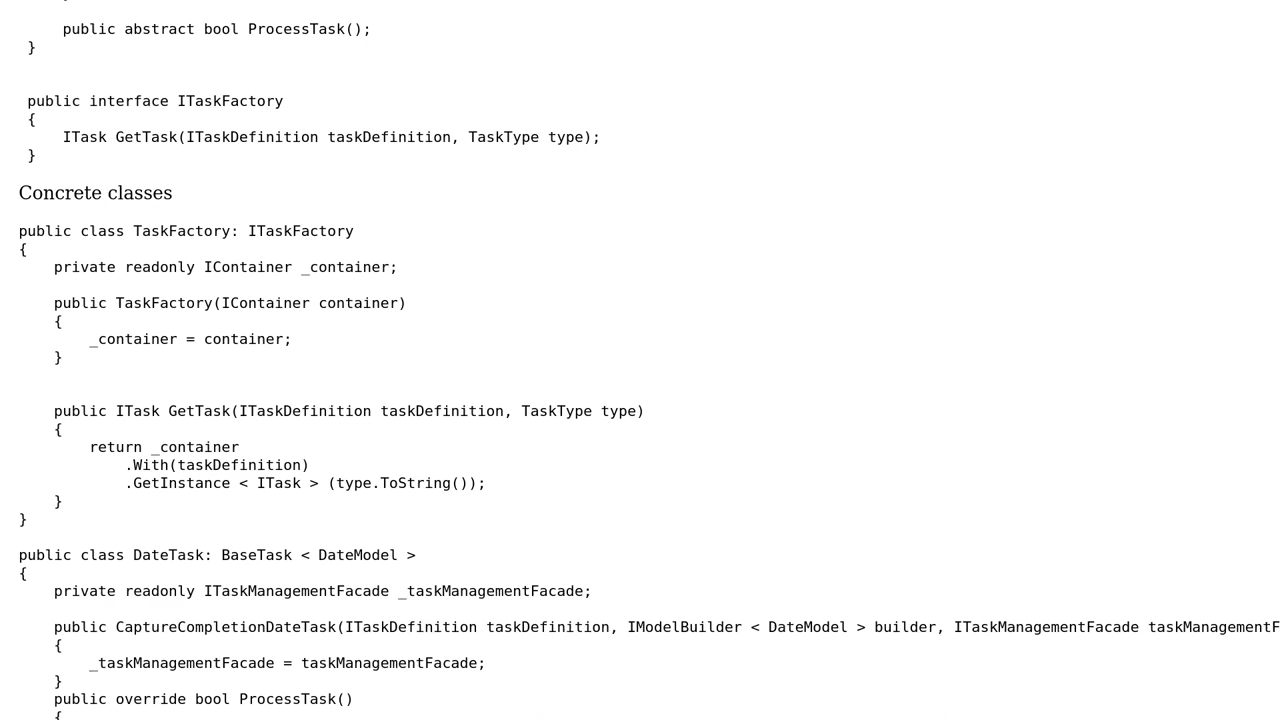 public abstract bool ProcessTask();
}
public interface ITaskFactory
{
ITask GetTask(ITaskDefinition taskDefinition, TaskType type);
}
Concrete classes
public class TaskFactory: ITaskFactory
{
private readonly IContainer _container;
public TaskFactory(IContainer container)
{
_container = container;
}
public ITask GetTask(ITaskDefinition taskDefinition, TaskType type)
{
return _container
.With(taskDefinition)
.GetInstance < ITask > (type.ToString());
}
}
public class DateTask: BaseTask < DateModel >
{
private readonly ITaskManagementFacade _taskManagementFacade;
public CaptureCompletionDateTask(ITaskDefinition taskDefinition, IModelBuilder < DateModel > builder, ITaskManagementFacade taskManagementF
{
_taskManagementFacade = taskManagementFacade;
}
public override bool ProcessTask()
{